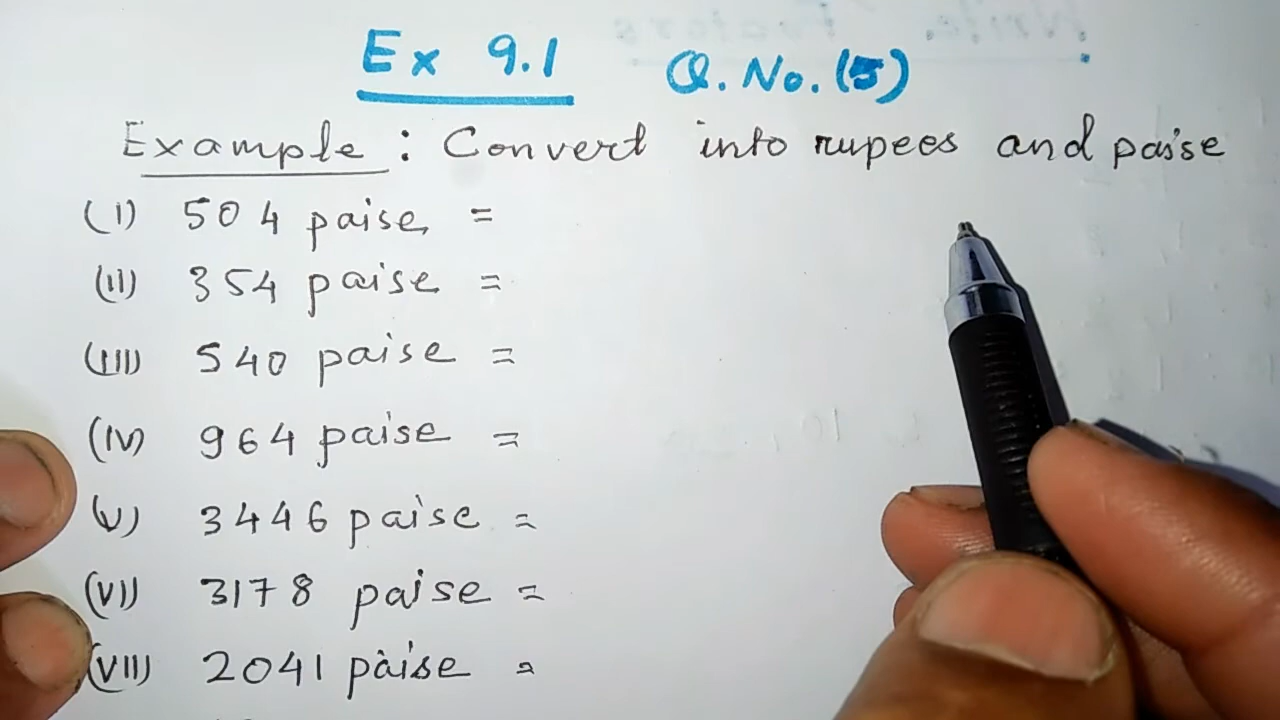 Ex 9.1 Q. No. (5)
Example : Convert into rupees and paise
(I) 504 paise =
(II) 354 paise =
(III) 540 paise =
(IV) 964 paise =
(V) 3446 paise =
(VI) 3178 paise =
(VII) 2041 paise =